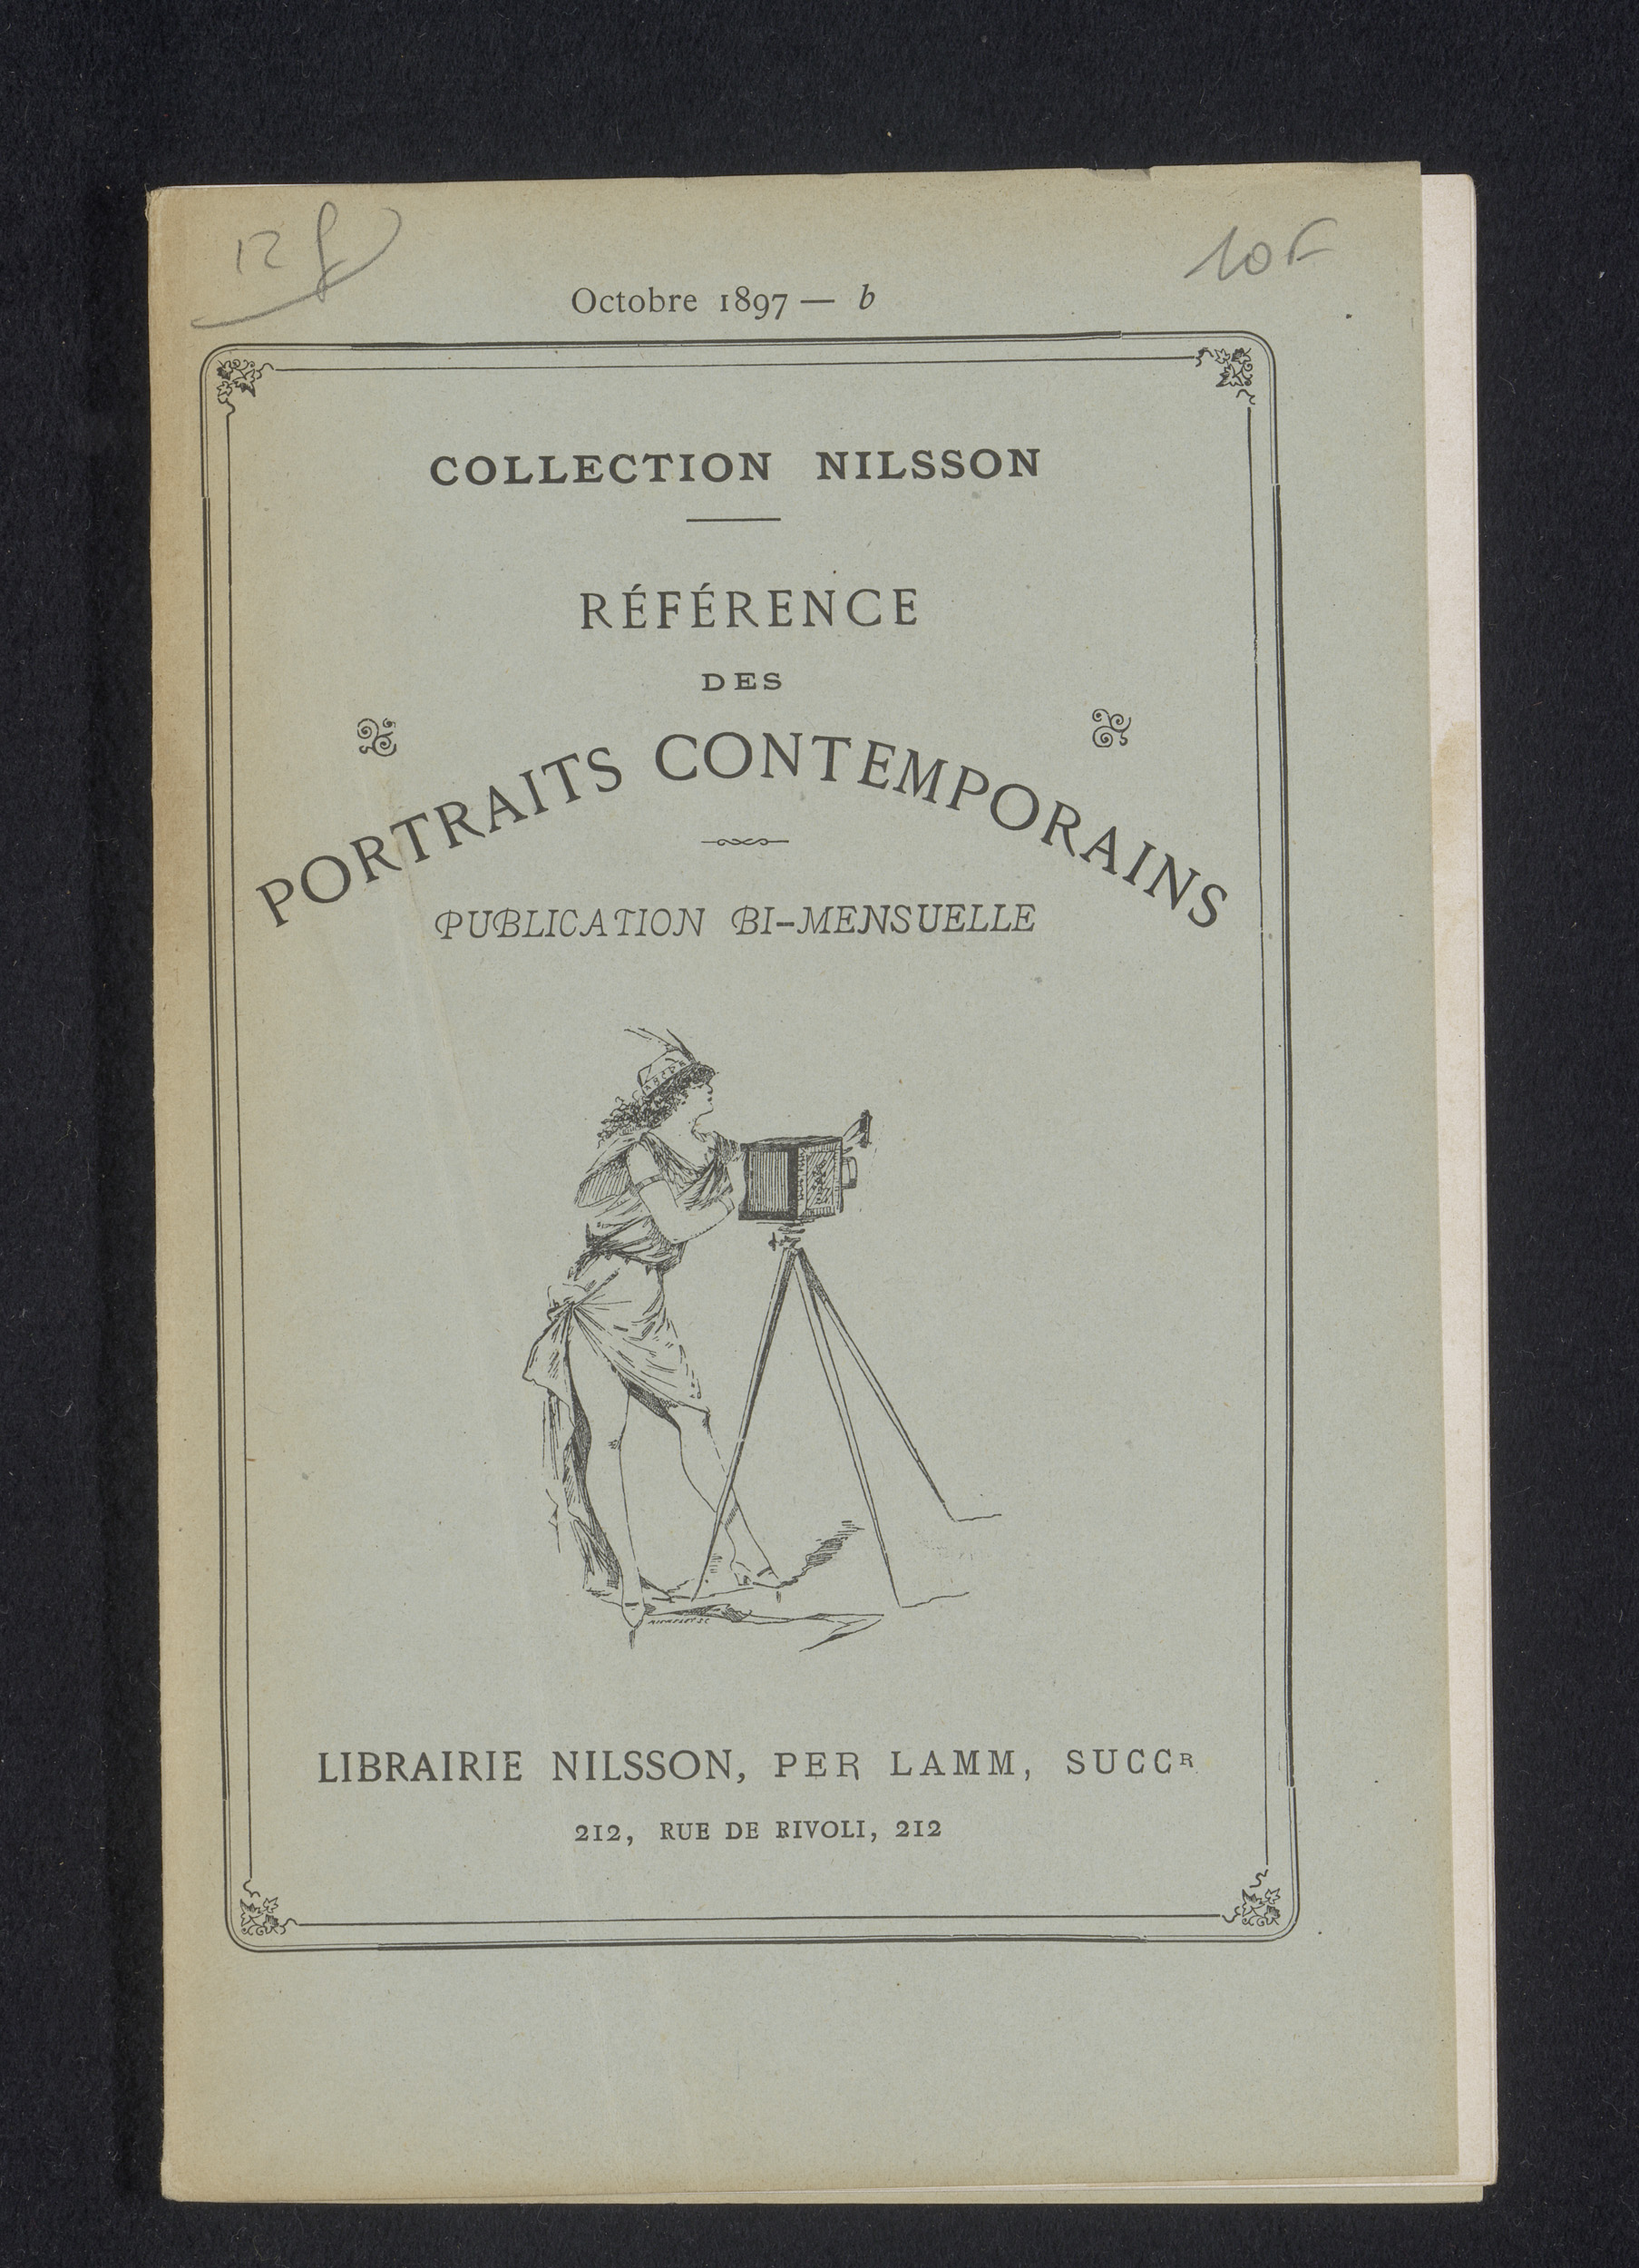 12 f
10 F
Octobre 1897 — b
COLLECTION NILSSON
RÉFÉRENCE
DES
PORTRAITS CONTEMPORAINS
PUBLICATION BI-MENSUELLE
LIBRAIRIE NILSSON, PER LAMM, SUCCR
212, RUE DE RIVOLI, 212